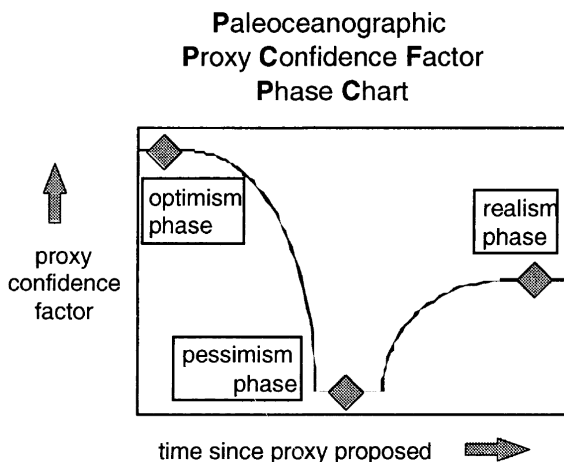 Paleoceanographic
Proxy Confidence Factor
Phase Chart
optimism
phase
realism
phase
proxy
confidence
factor
pessimism
phase
time since proxy proposed